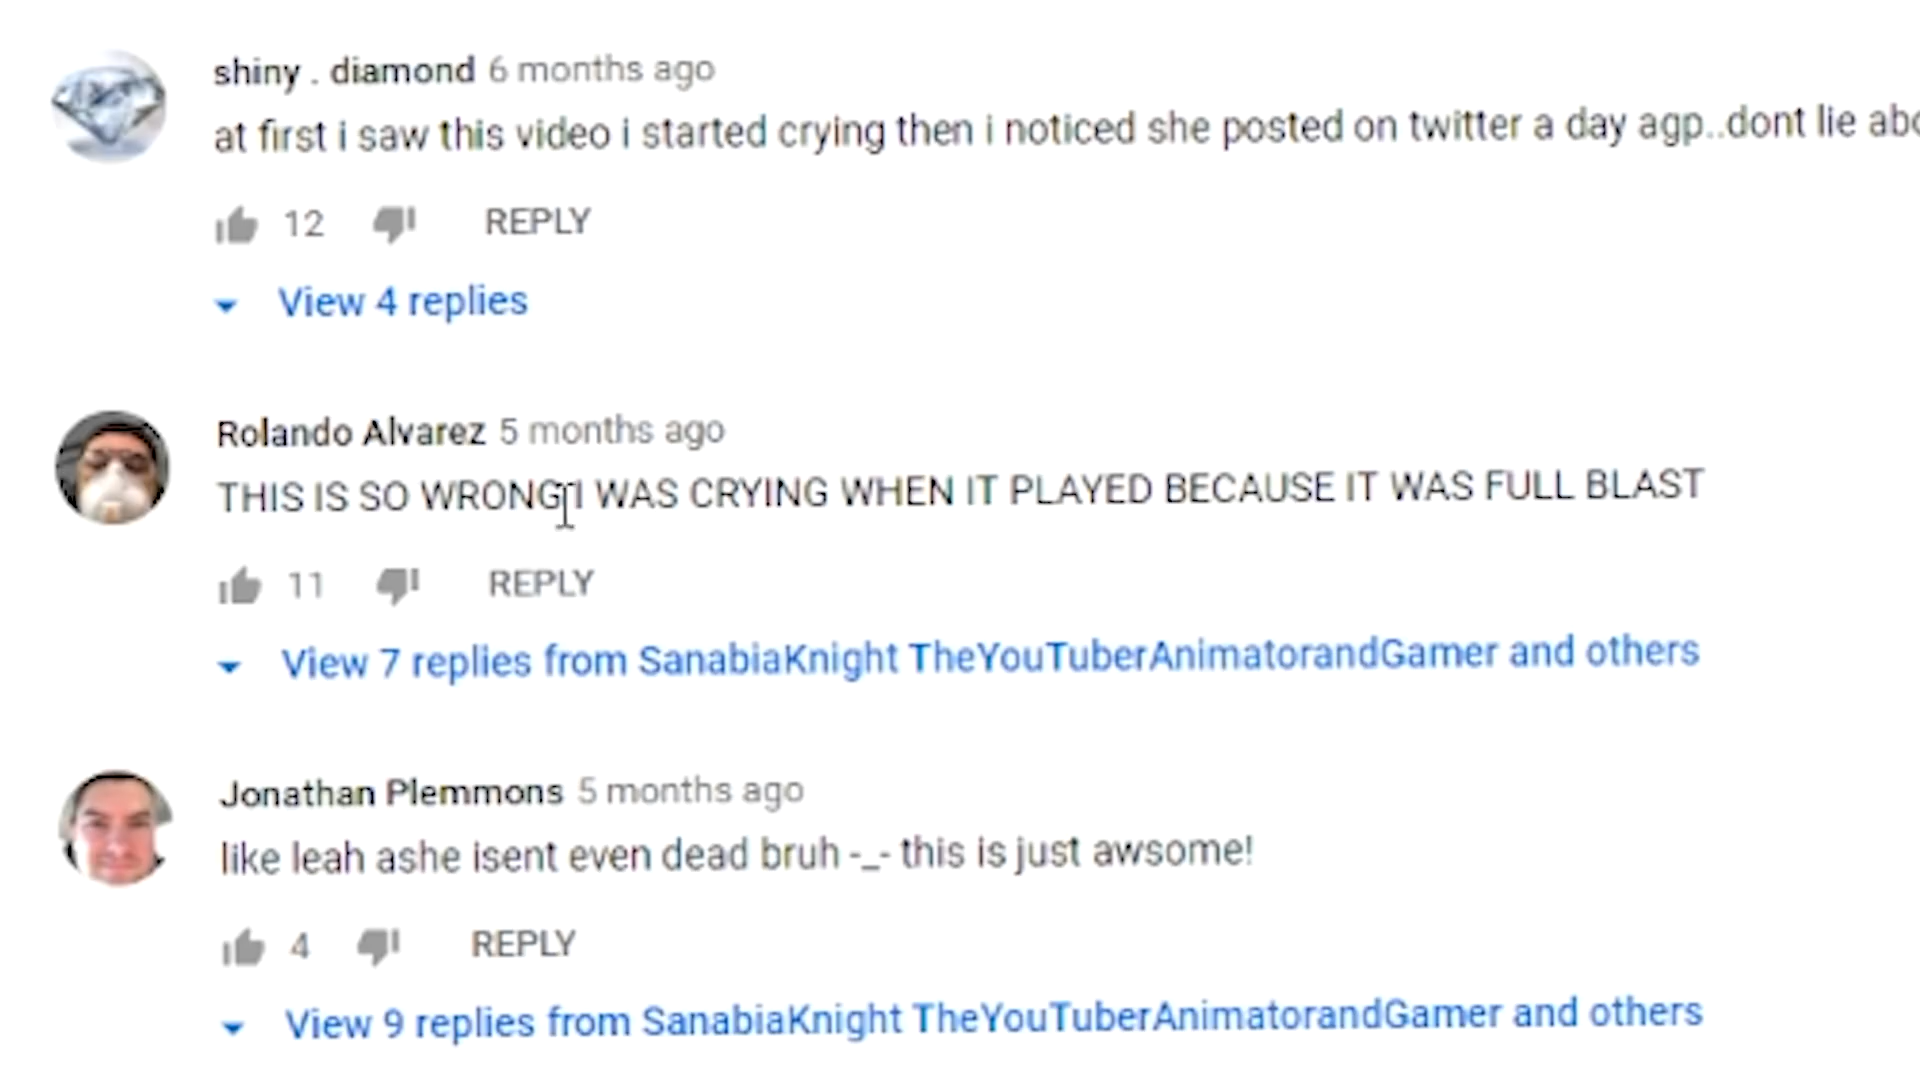 shiny . diamond 6 months ago
at first i saw this video i started crying then i noticed she posted on twitter a day agp..dont lie abo
12 REPLY
View 4 replies
Rolando Alvarez 5 months ago
THIS IS SO WRONG I WAS CRYING WHEN IT PLAYED BECAUSE IT WAS FULL BLAST
11 REPLY
View 7 replies from SanabiaKnight TheYouTuberAnimatorandGamer and others
Jonathan Plemmons 5 months ago
like leah ashe isent even dead bruh -_- this is just awsome!
4 REPLY
View 9 replies from SanabiaKnight TheYouTuberAnimatorandGamer and others